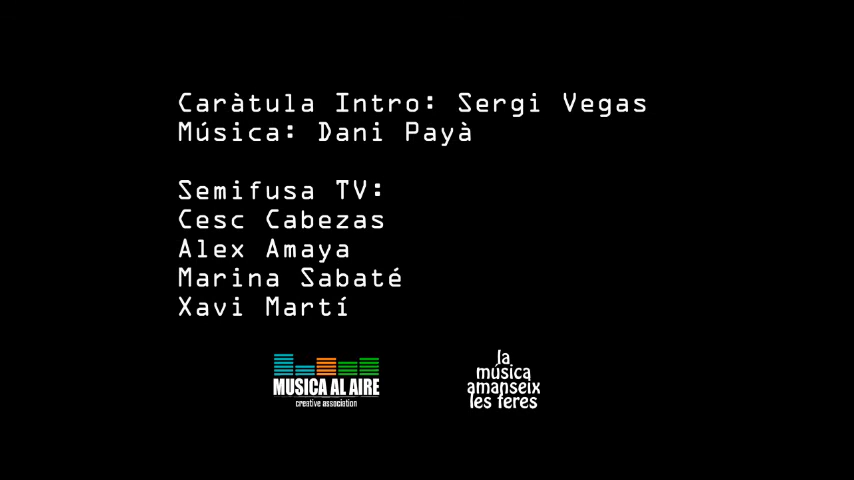 Caràtula Intro: Sergi Vegas
Música: Dani Payà
Semifusa TV:
Cesc Cabezas
Alex Amaya
Marina Sabaté
Xavi Martí
MUSICA AL AIRE
creative association
la
música
amanseix
les feres